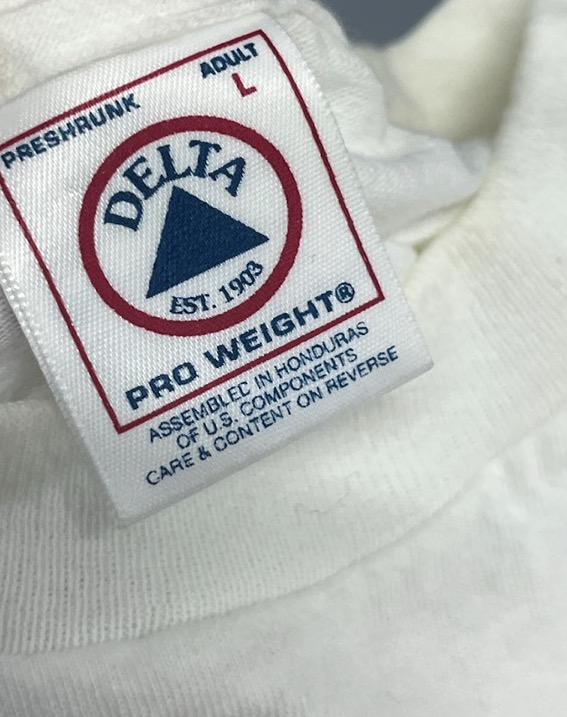 PRESHRUNK
ADULT
L
DELTA
EST. 1903
PRO WEIGHT®
ASSEMBLED IN HONDURAS
OF U.S. COMPONENTS
CARE & CONTENT ON REVERSE